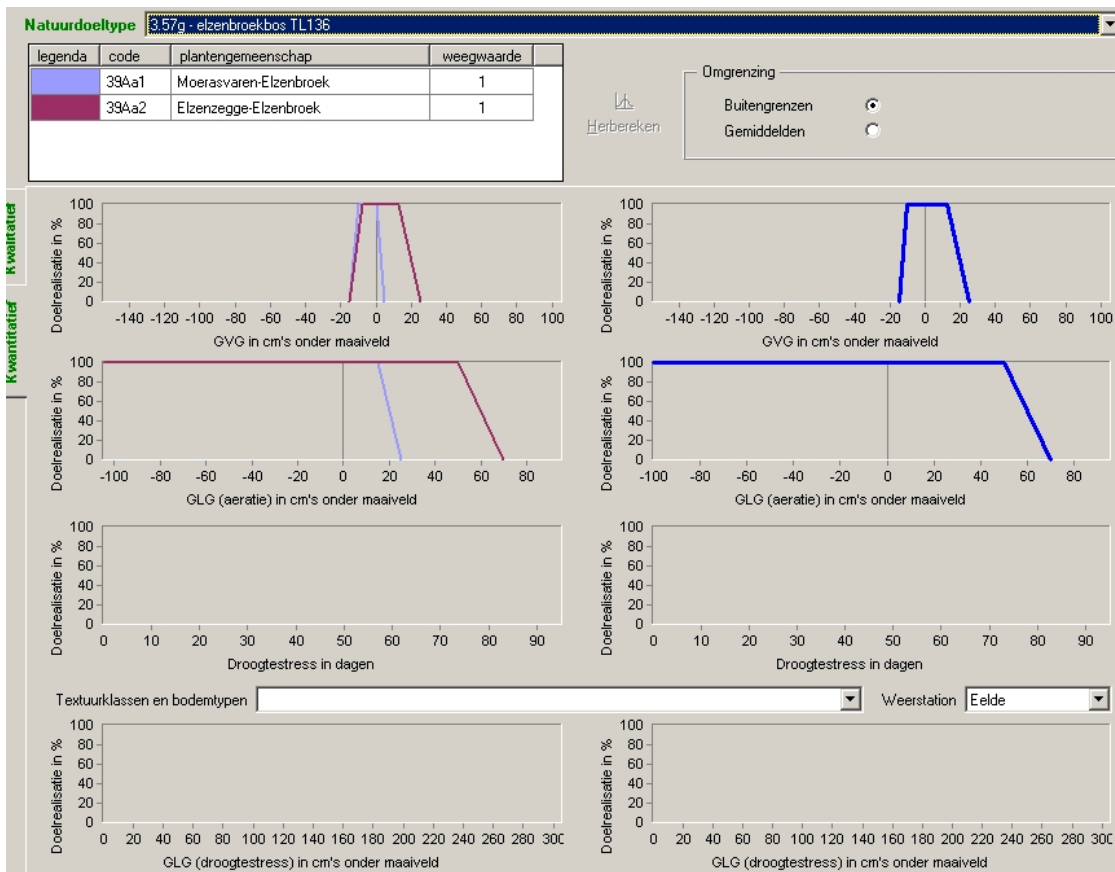 Natuurdoeltype 3.57g - elzenbroekbos TL136
legenda code plantengemeenschap weegwaarde
39Aa1 Moerasvaren-Elzenbroek 1
39Aa2 Elzenzegge-Elzenbroek 1
Herbereken
Omgrenzing
Buitengrenzen
Gemiddelden
Kwalitatief
Kwantitatief
Doelrealisatie in %
100
80
60
40
20
0
-140 -120 -100 -80 -60 -40 -20 0 20 40 60 80 100
GVG in cm's onder maaiveld
Doelrealisatie in %
100
80
60
40
20
0
-140 -120 -100 -80 -60 -40 -20 0 20 40 60 80 100
GVG in cm's onder maaiveld
Doelrealisatie in %
100
80
60
40
20
0
-100 -80 -60 -40 -20 0 20 40 60 80
GLG (aeratie) in cm's onder maaiveld
Doelrealisatie in %
100
80
60
40
20
0
-100 -80 -60 -40 -20 0 20 40 60 80
GLG (aeratie) in cm's onder maaiveld
Doelrealisatie in %
100
80
60
40
20
0
0 10 20 30 40 50 60 70 80 90
Droogtestress in dagen
Doelrealisatie in %
100
80
60
40
20
0
0 10 20 30 40 50 60 70 80 90
Droogtestress in dagen
Textuurklassen en bodemtypen
Weerstation Eelde
Doelrealisatie in %
100
80
60
40
20
0
0 20 40 60 80 100 120 140 160 180 200 220 240 260 280 300
GLG (droogtestress) in cm's onder maaiveld
Doelrealisatie in %
100
80
60
40
20
0
0 20 40 60 80 100 120 140 160 180 200 220 240 260 280 300
GLG (droogtestress) in cm's onder maaiveld